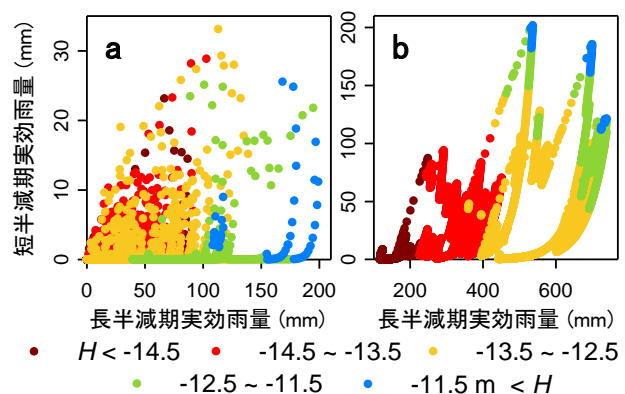 a
b
短半減期実効雨量 (mm)
0 10 20 30
0 50 100 150 200
0 50 100 150 200
200 400 600
長半減期実効雨量 (mm)
長半減期実効雨量 (mm)
H < -14.5
-14.5 ~ -13.5
-13.5 ~ -12.5
-12.5 ~ -11.5
-11.5 m < H